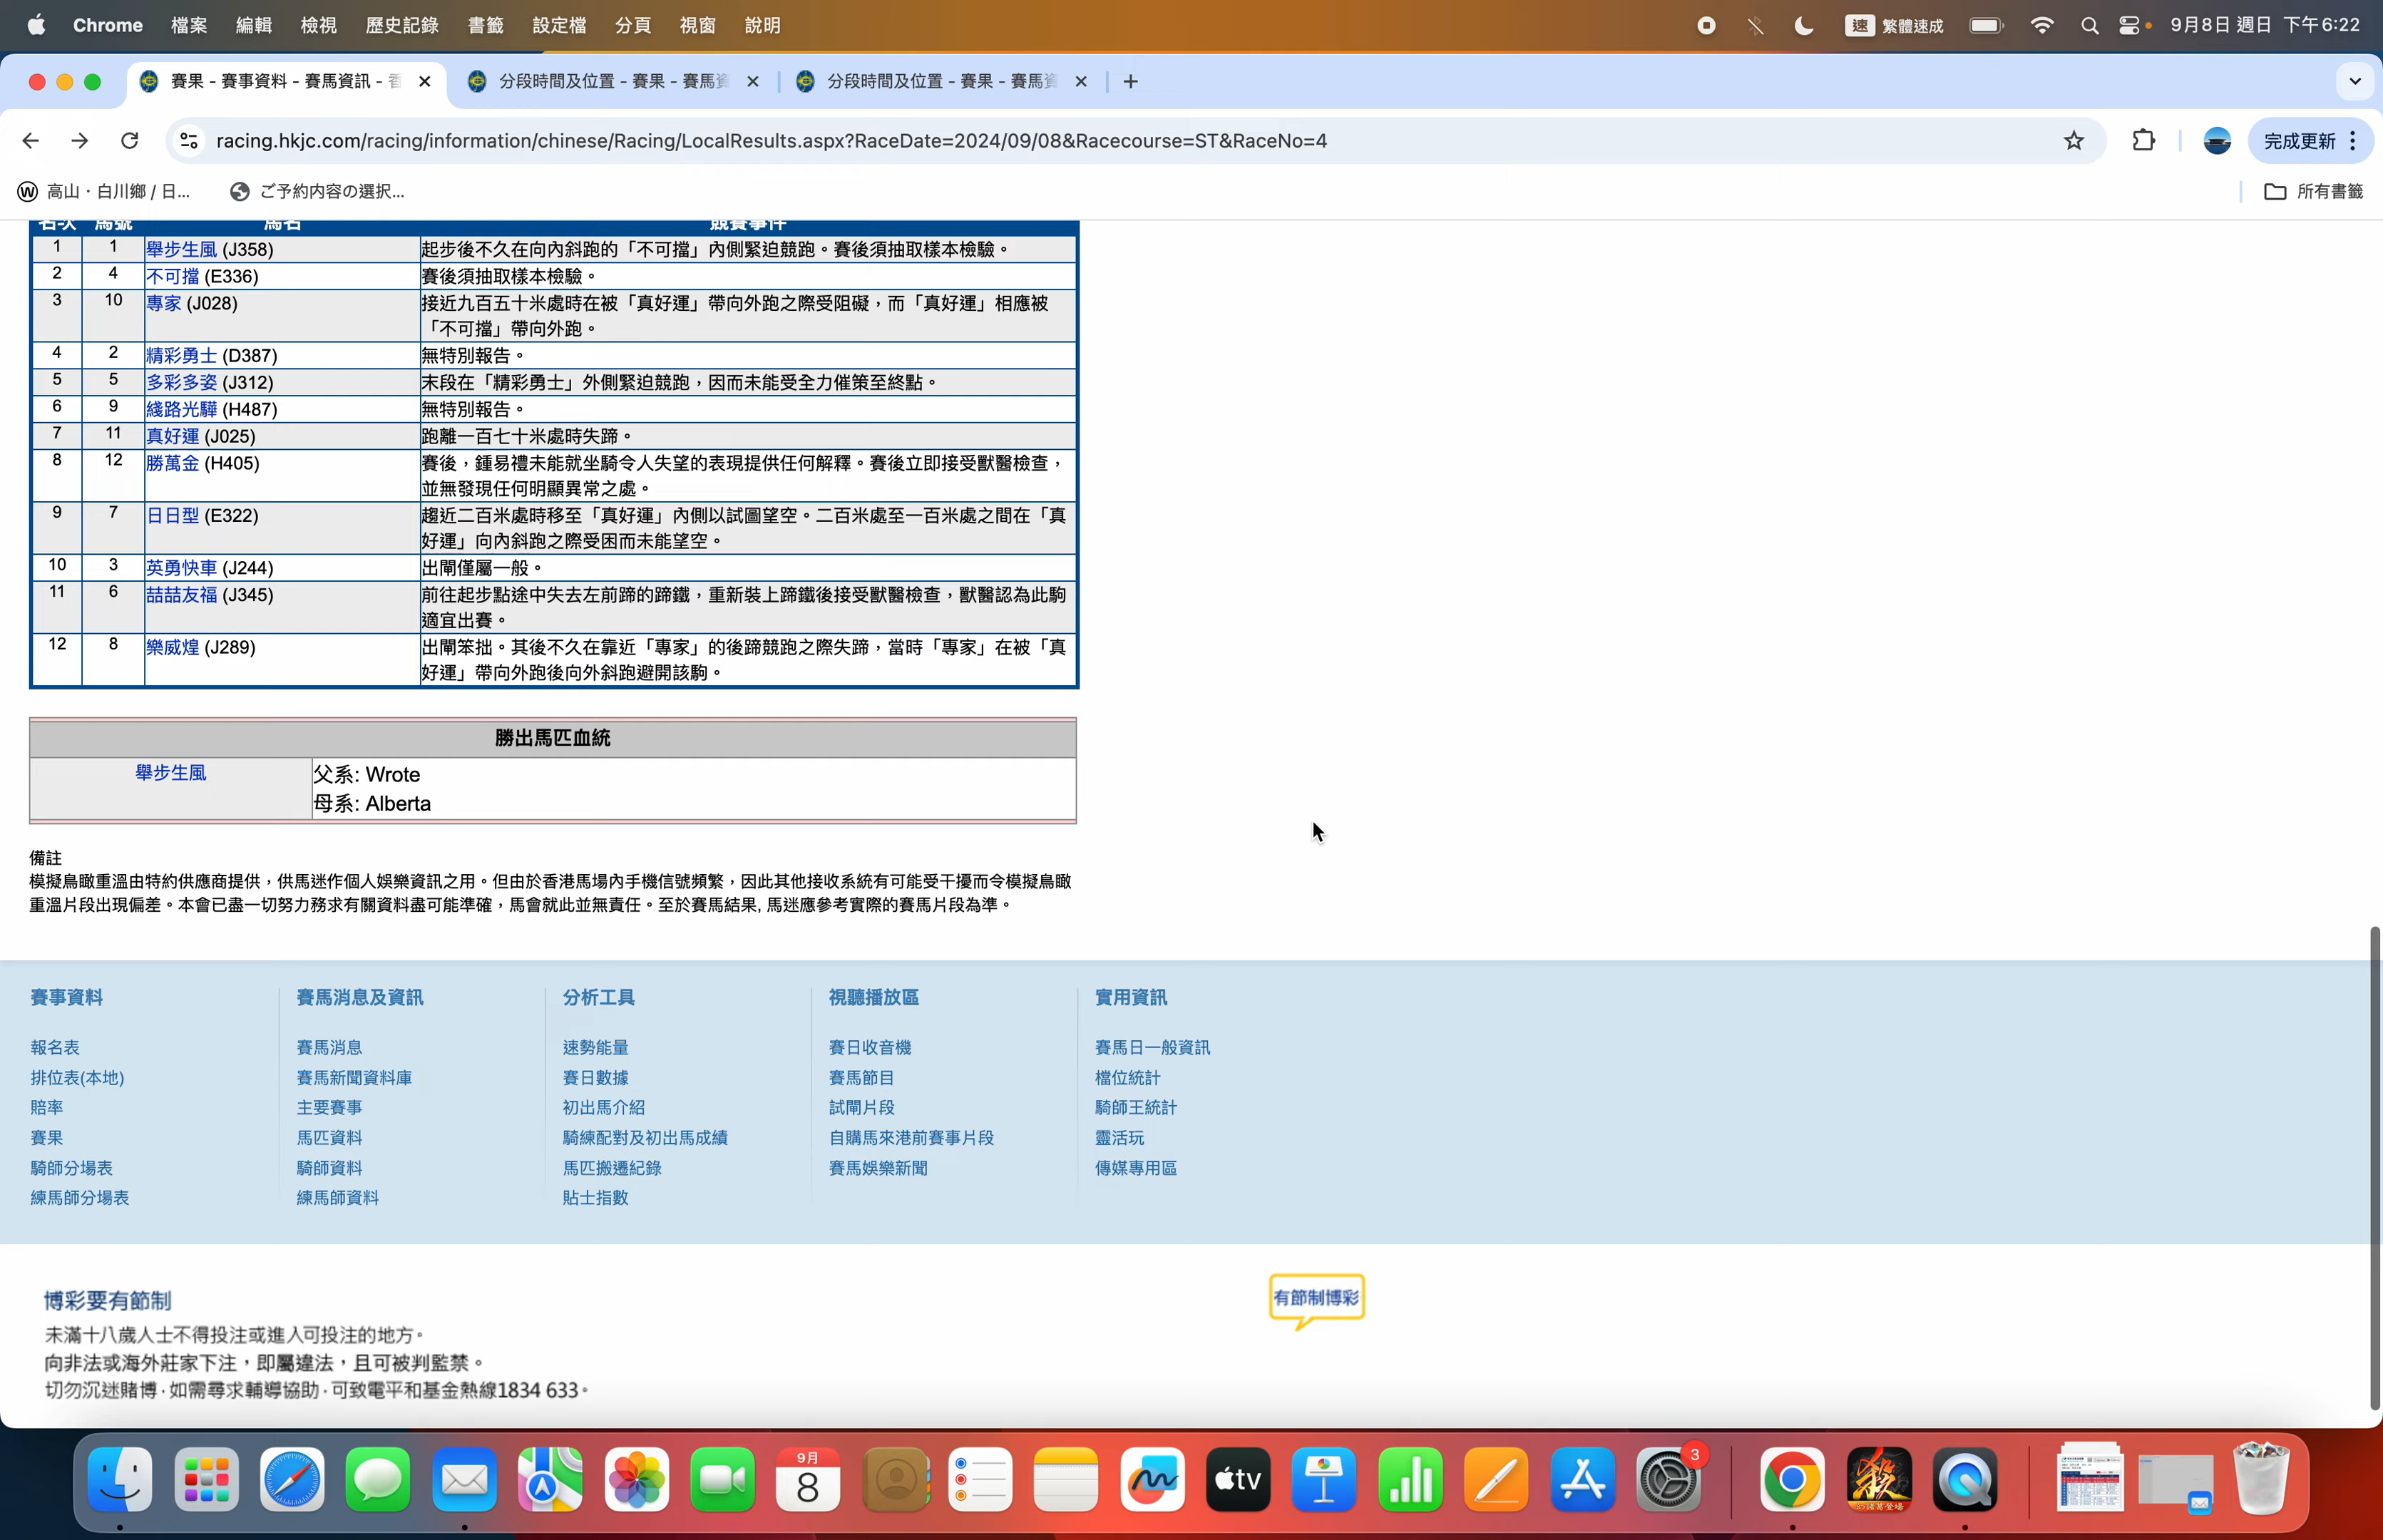 Chrome 檔案 編輯 檢視 歷史記錄 書籤 設定檔 分頁 視窗 說明 速 繁體速成 9月8日 週日 下午6:22
賽果 - 賽事資料 - 賽馬資訊 - 分段時間及位置 - 賽果 - 賽馬 分段時間及位置 - 賽果 - 賽馬
racing.hkjc.com/racing/information/chinese/Racing/LocalResults.aspx?RaceDate=2024/09/08&Racecourse=ST&RaceNo=4 完成更新
高山・白川鄉 / 日... ご予約内容の選択... 所有書籤
名次 馬號 馬名 競賽事件
1 1 舉步生風 (J358) 起步後不久在向內斜跑的「不可擋」內側緊迫競跑。賽後須抽取樣本檢驗。
2 4 不可擋 (E336) 賽後須抽取樣本檢驗。
3 10 專家 (J028) 接近九百五十米處時在被「真好運」帶向外跑之際受阻礙，而「真好運」相應被
「不可擋」帶向外跑。
4 2 精彩勇士 (D387) 無特別報告。
5 5 多彩多姿 (J312) 末段在「精彩勇士」外側緊迫競跑，因而未能受全力催策至終點。
6 9 綫路光驊 (H487) 無特別報告。
7 11 真好運 (J025) 跑離一百七十米處時失蹄。
8 12 勝萬金 (H405) 賽後，鍾易禮未能就坐騎令人失望的表現提供任何解釋。賽後立即接受獸醫檢查，
並無發現任何明顯異常之處。
9 7 日日型 (E322) 趨近二百米處時移至「真好運」內側以試圖望空。二百米處至一百米處之間在「真
好運」向內斜跑之際受困而未能望空。
10 3 英勇快車 (J244) 出閘僅屬一般。
11 6 喆喆友福 (J345) 前往起步點途中失去左前蹄的蹄鐵，重新裝上蹄鐵後接受獸醫檢查，獸醫認為此駒
適宜出賽。
12 8 樂威煌 (J289) 出閘笨拙。其後不久在靠近「專家」的後蹄競跑之際失蹄，當時「專家」在被「真
好運」帶向外跑後向外斜跑避開該駒。
勝出馬匹血統
舉步生風 父系: Wrote
母系: Alberta
備註
模擬鳥瞰重溫由特約供應商提供，供馬迷作個人娛樂資訊之用。但由於香港馬場內手機信號頻繁，因此其他接收系統有可能受干擾而令模擬鳥瞰
重溫片段出現偏差。本會已盡一切努力務求有關資料盡可能準確，馬會就此並無責任。至於賽馬結果, 馬迷應參考實際的賽馬片段為準。
賽事資料 賽馬消息及資訊 分析工具 視聽播放區 實用資訊
報名表 賽馬消息 速勢能量 賽日收音機 賽馬日一般資訊
排位表(本地) 賽馬新聞資料庫 賽日數據 賽馬節目 檔位統計
賠率 主要賽事 初出馬介紹 試閘片段 騎師王統計
賽果 馬匹資料 騎練配對及初出馬成績 自購馬來港前賽事片段 靈活玩
騎師分場表 騎師資料 馬匹搬遷紀錄 賽馬娛樂新聞 傳媒專用區
練馬師分場表 練馬師資料 貼士指數
博彩要有節制
有節制博彩
未滿十八歲人士不得投注或進入可投注的地方。
向非法或海外莊家下注，即屬違法，且可被判監禁。
切勿沉迷賭博．如需尋求輔導協助．可致電平和基金熱線1834 633。
9月
8
tv
3
殺